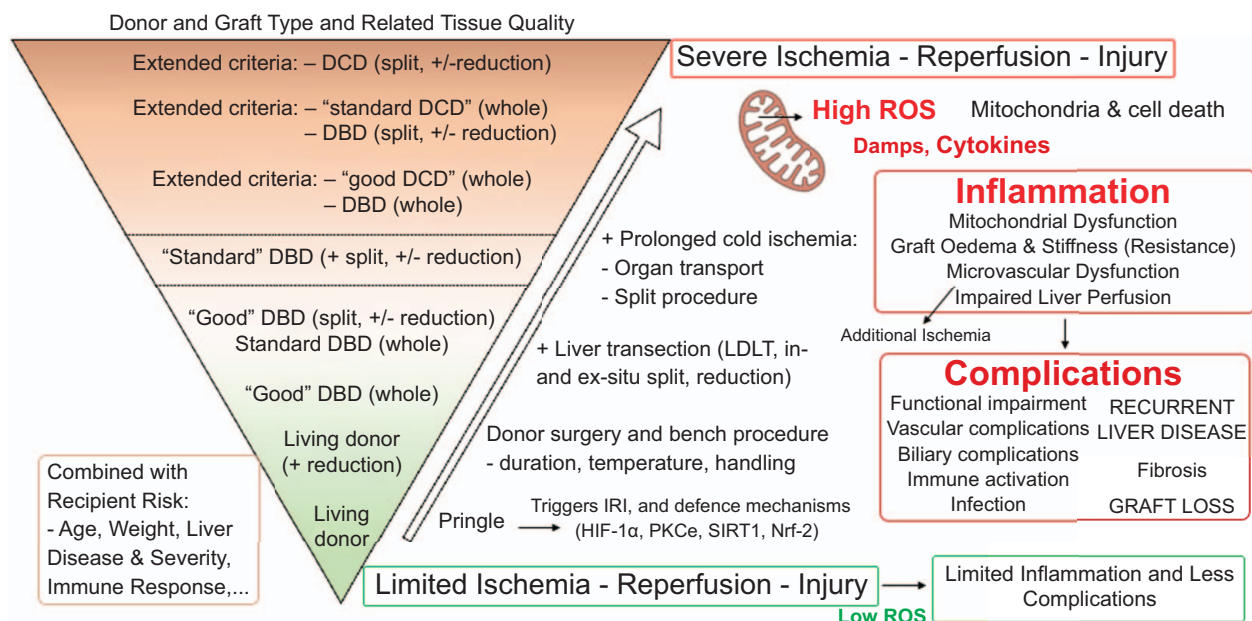 Donor and Graft Type and Related Tissue Quality
Extended criteria: – DCD (split, +/-reduction)
Extended criteria: – “standard DCD” (whole)
– DBD (split, +/- reduction)
Extended criteria: – “good DCD” (whole)
– DBD (whole)
“Standard” DBD (+ split, +/- reduction)
“Good” DBD (split, +/- reduction)
Standard DBD (whole)
“Good” DBD (whole)
Living donor
(+ reduction)
Living
donor
Combined with
Recipient Risk:
- Age, Weight, Liver
Disease & Severity,
Immune Response,...
Severe Ischemia - Reperfusion - Injury
High ROS
Mitochondria & cell death
Damps, Cytokines
Inflammation
Mitochondrial Dysfunction
Graft Oedema & Stiffness (Resistance)
Microvascular Dysfunction
Impaired Liver Perfusion
Additional Ischemia
+ Prolonged cold ischemia:
- Organ transport
- Split procedure
+ Liver transection (LDLT, in-
and ex-situ split, reduction)
Donor surgery and bench procedure
- duration, temperature, handling
Pringle
Triggers IRI, and defence mechanisms
(HIF-1α, PKCe, SIRT1, Nrf-2)
Complications
Functional impairment
Vascular complications
Biliary complications
Immune activation
Infection
RECURRENT
LIVER DISEASE
Fibrosis
GRAFT LOSS
Limited Ischemia - Reperfusion - Injury
Low ROS
Limited Inflammation and Less
Complications